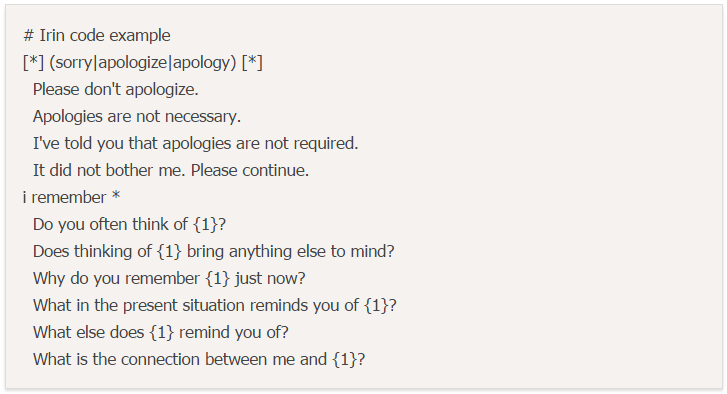 # Irin code example
[*] (sorry|apologize|apology) [*]
Please don't apologize.
Apologies are not necessary.
I've told you that apologies are not required.
It did not bother me. Please continue.
i remember *
Do you often think of {1}?
Does thinking of {1} bring anything else to mind?
Why do you remember {1} just now?
What in the present situation reminds you of {1}?
What else does {1} remind you of?
What is the connection between me and {1}?